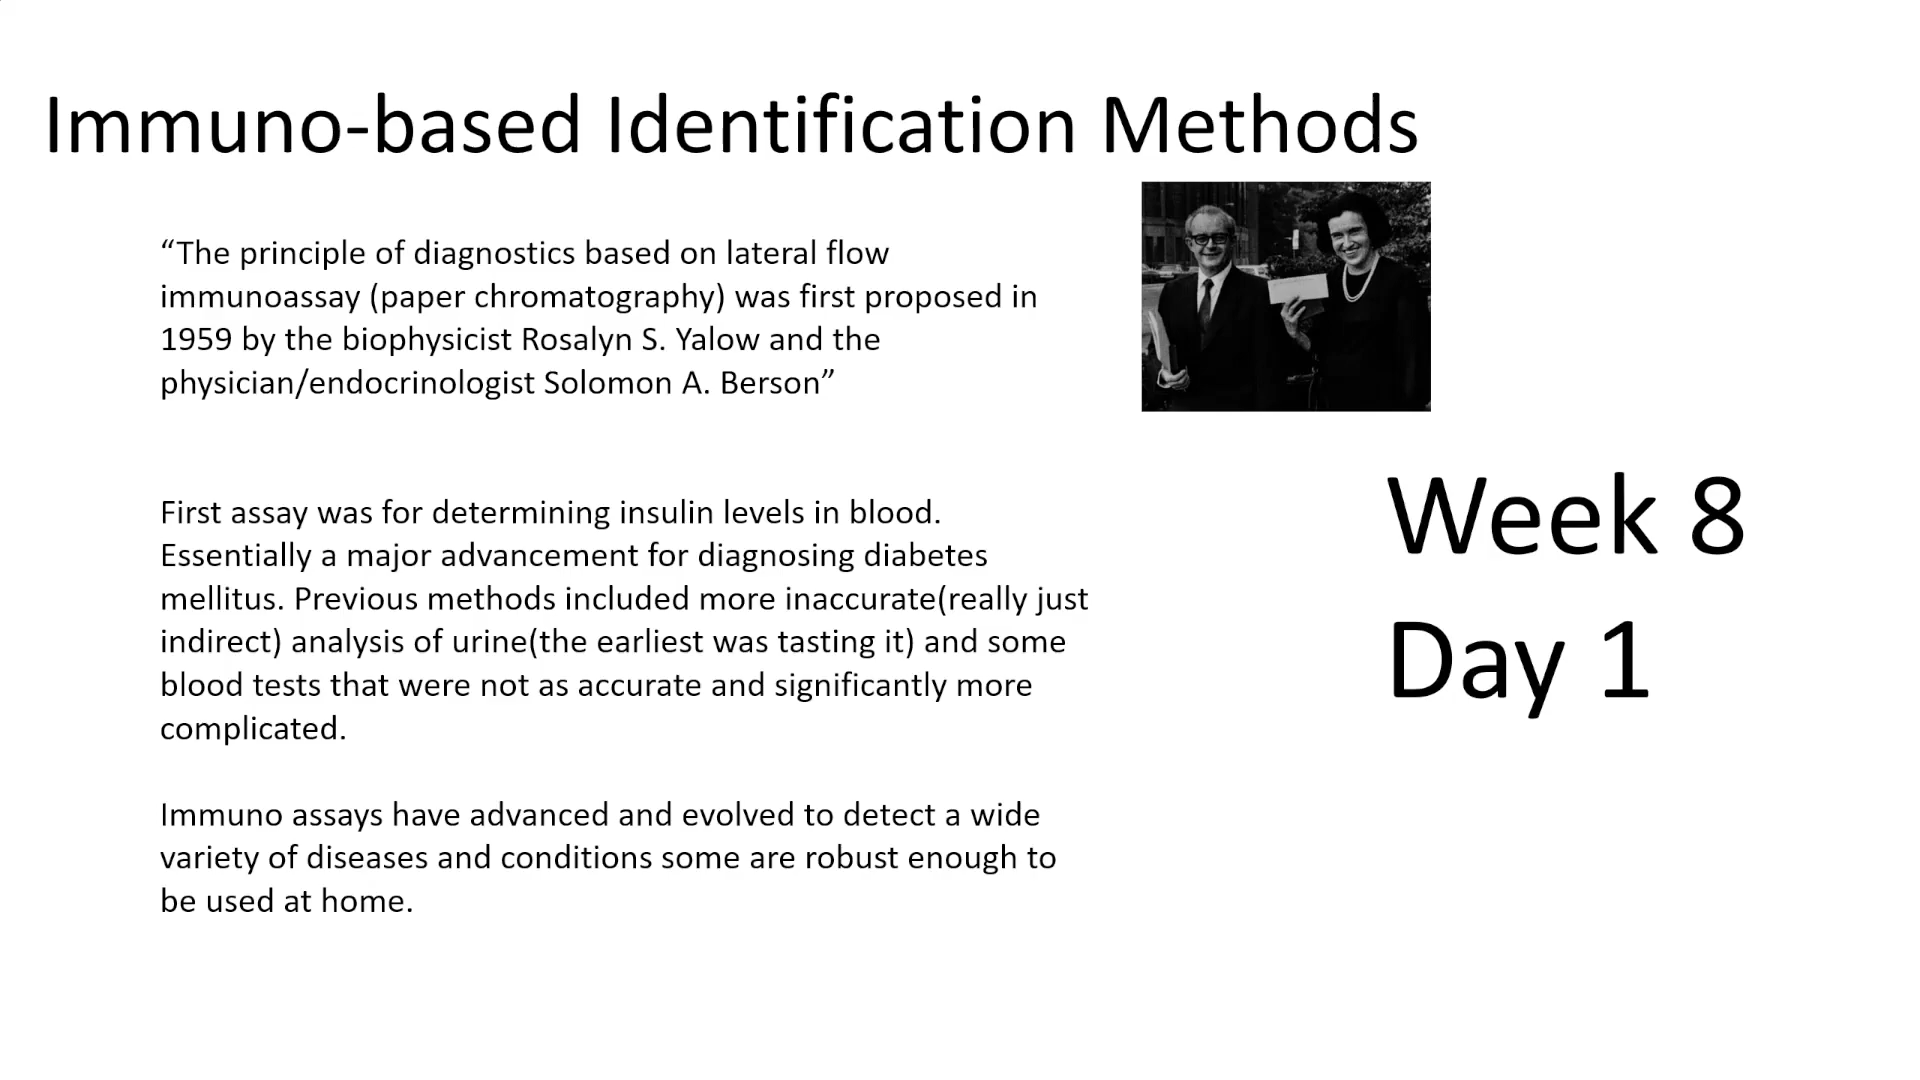 Immuno-based Identification Methods
“The principle of diagnostics based on lateral flow
immunoassay (paper chromatography) was first proposed in
1959 by the biophysicist Rosalyn S. Yalow and the
physician/endocrinologist Solomon A. Berson”
First assay was for determining insulin levels in blood.
Essentially a major advancement for diagnosing diabetes
mellitus. Previous methods included more inaccurate(really just
indirect) analysis of urine(the earliest was tasting it) and some
blood tests that were not as accurate and significantly more
complicated.
Immuno assays have advanced and evolved to detect a wide
variety of diseases and conditions some are robust enough to
be used at home.
Week 8
Day 1